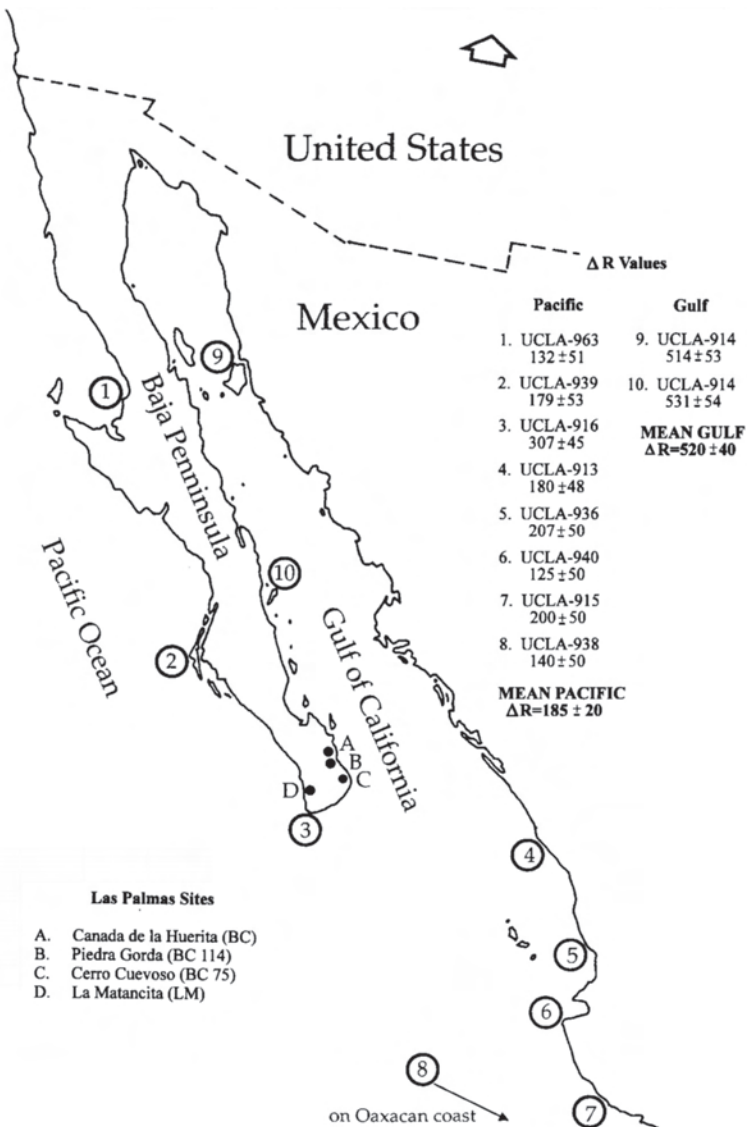 United States
Mexico
Baja Penninsula
Pacific Ocean
Gulf of California
1
2
3
4
5
6
7
8
9
10
A
B
C
D
on Oaxacan coast
Δ R Values
Pacific
1. UCLA-963
132±51
2. UCLA-939
179±53
3. UCLA-916
307±45
4. UCLA-913
180±48
5. UCLA-936
207±50
6. UCLA-940
125±50
7. UCLA-915
200±50
8. UCLA-938
140±50
MEAN PACIFIC
ΔR=185 ± 20
Gulf
9. UCLA-914
514±53
10. UCLA-914
531±54
MEAN GULF
ΔR=520 ±40
Las Palmas Sites
A. Canada de la Huerita (BC)
B. Piedra Gorda (BC 114)
C. Cerro Cuevoso (BC 75)
D. La Matancita (LM)